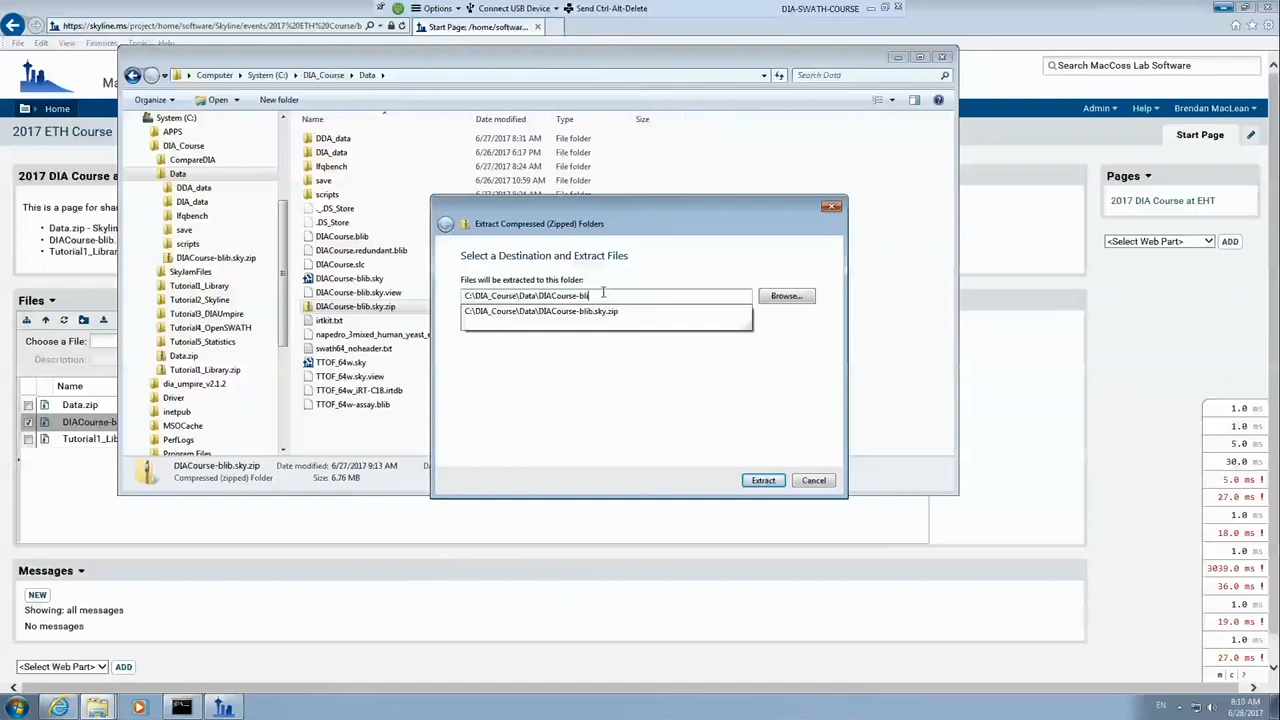 Options
Connect USB Device
Send Ctrl-Alt-Delete
DIA-SWATH-COURSE
https://skyline.ms/project/home/software/Skyline/events/2017%20ETH%20Course/b
Start Page: /home/softwar...
File Edit View Favorites
Computer System (C:) DIA_Course Data
Search Data
Search MacCoss Lab Software
Organize Open New folder
Home
Admin Help Brendan MacLean
2017 ETH Course
Start Page
System (C:)
APPS
DIA_Course
CompareDIA
Data
DDA_data
DIA_data
lfqbench
save
scripts
DIACourse-blib.sky.zip
SkyJamFiles
Tutorial1_Library
Tutorial2_Skyline
Tutorial3_DIAUmpire
Tutorial4_OpenSWATH
Tutorial5_Statistics
Data.zip
Tutorial1_Library.zip
dia_umpire_v2.1.2
Driver
inetpub
MSOCache
PerfLogs
Program Files
Name Date modified Type Size
DDA_data 6/27/2017 8:31 AM File folder
DIA_data 6/26/2017 6:17 PM File folder
lfqbench 6/27/2017 8:24 AM File folder
save 6/26/2017 10:59 AM File folder
scripts
._.DS_Store
.DS_Store
DIACourse.blib
DIACourse.redundant.blib
DIACourse.slc
DIACourse-blib.sky
DIACourse-blib.sky.view
DIACourse-blib.sky.zip
irtkit.txt
napedro_3mixed_human_yeast_e
swath64_noheader.txt
TTOF_64w.sky
TTOF_64w.sky.view
TTOF_64w_iRT-C18.irtdb
TTOF_64w-assay.blib
Extract Compressed (Zipped) Folders
Select a Destination and Extract Files
Files will be extracted to this folder:
C:\DIA_Course\Data\DIACourse-bli
Browse...
C:\DIA_Course\Data\DIACourse-blib.sky.zip
Extract Cancel
DIACourse-blib.sky.zip Date modified: 6/27/2017 9:13 AM
Compressed (zipped) Folder Size: 6.76 MB
2017 DIA Course a
This is a page for shar
Data.zip - Skylin
DIACourse-blib.
Tutorial1_Librar
Files
Choose a File:
Description:
Name
Data.zip
DIACourse-b
Tutorial1_Lib
Pages
2017 DIA Course at EHT
<Select Web Part> ADD
1.0 ms
1.0 ms
5.0 ms
30.0 ms
5.0 ms !
27.0 ms !
1.0 ms
18.0 ms !
1.0 ms
3039.0 ms !
36.0 ms !
1.0 ms
19.0 ms !
1.0 ms
27.0 ms !
m c ?
Messages
NEW
Showing: all messages
No messages
<Select Web Part> ADD
EN
8:10 AM
6/28/2017